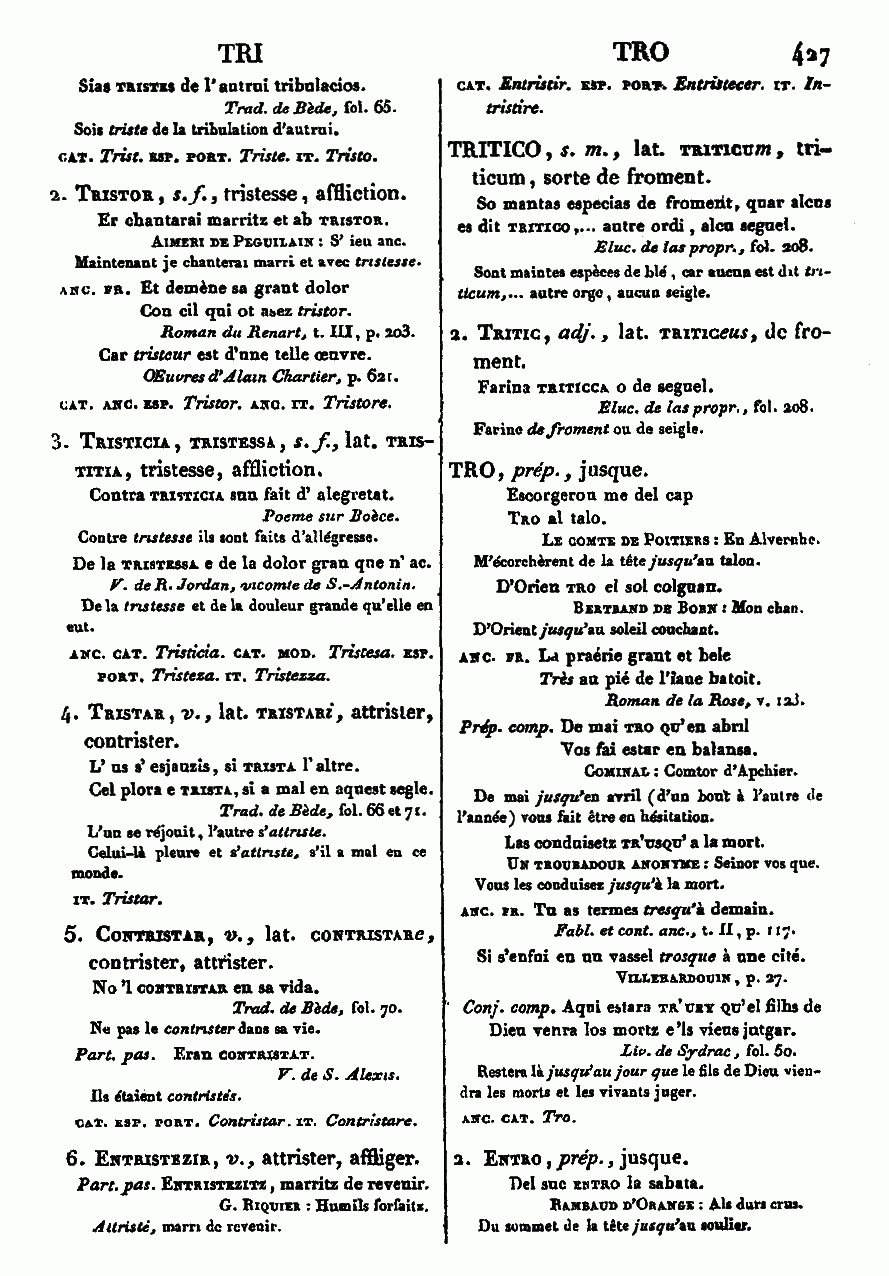 TRI
TRO 427
Sias TRISTES de l'autrui tribulacios.
Trad. de Bède, fol. 65.
Sois triste de la tribulation d'autrui.
CAT. Trist. ESP. PORT. Triste. IT. Tristo.
2. TRISTOR, s. f., tristesse, affliction.
Er chantarai marritz et ab TRISTOR.
AIMERI DE PEGUILAIN : S' ieu anc.
Maintenant je chanterai marri et avec tristesse.
ANC. FR. Et demène sa grant dolor
Con cil qui ot asez tristor.
Roman du Renart, t. III, p. 203.
Car tristeur est d'une telle œuvre.
Œuvres d'Alain Chartier, p. 621.
CAT. ANC. ESP. Tristor. ANC. IT. Tristore.
3. TRISTICIA, TRISTESSA, s. f., lat. TRIS-
TITIA, tristesse, affliction.
Contra TRISTICIA sun fait d' alegretat.
Poeme sur Boèce.
Contre tristesse ils sont faits d'allégresse.
De la TRISTESSA e de la dolor gran que n' ac.
V. de R. Jordan, vicomte de S.-Antonin.
De la tristesse et de la douleur grande qu'elle en
eut.
ANC. CAT. Tristicia. CAT. MOD. Tristesa. ESP.
PORT. Tristeza. IT. Tristezza.
4. TRISTAR, v., lat. TRISTARi, attrister,
contrister.
L' us s' esjauzis, si TRISTA l'altre.
Cel plora e TRISTA, si a mal en aquest segle.
Trad. de Bède, fol. 66 et 71.
L'un se réjouit, l'autre s'attriste.
Celui-là pleure et s'attriste, s'il a mal en ce
monde.
IT. Tristar.
5. CONTRISTAR, v., lat. CONTRISTARe,
contrister, attrister.
No 'l CONTRISTAR en sa vida.
Trad. de Bède, fol. 70.
Ne pas le contrister dans sa vie.
Part. pas. Eran CONTRISTAT.
V. de S. Alexis.
Ils étaient contristés.
CAT. ESP. PORT. Contristar. IT. Contristare.
6. ENTRISTEZIR, v., attrister, affliger.
Part. pas. ENTRISTEZITZ, marritz de revenir.
G. RIQUIER : Humils forfaitz.
Attristé, marri de revenir.
CAT. Entristir. ESP. PORT. Entristecer. IT. In-
tristire.
TRITICO, s. m., lat. TRITICUm, tri-
ticum, sorte de froment.
So mantas especias de froment, quar alcus
es dit TRITICO,... autre ordi, alcu seguel.
Eluc. de las propr., fol. 208.
Sont maintes espèces de blé, car aucun est dit tri-
ticum,... autre orge, aucun seigle.
2. TRITIC, adj., lat. TRITICeus, de fro-
ment.
Farina TRITICCA o de seguel.
Eluc. de las propr., fol. 208.
Farine de froment ou de seigle.
TRO, prép., jusque.
Escorgeron me del cap
TRO al talo.
LE COMTE DE POITIERS : En Alvernhe.
M'écorchèrent de la tête jusqu'au talon.
D'Orien TRO el sol colguan.
BERTRAND DE BORN : Mon chan.
D'Orient jusqu'au soleil couchant.
ANC. FR. La praérie grant et bele
Très au pié de l'iaue batoit.
Roman de la Rose, v. 123.
Prép. comp. De mai TRO QU'en abril
Vos fai estar en balansa.
COMINAL : Comtor d'Apchier.
De mai jusqu'en avril (d'un bout à l'autre de
l'année) vous fait être en hésitation.
Las conduisetz TR'USQU' a la mort.
UN TROUBADOUR ANONYME : Seinor vos que.
Vous les conduisez jusqu'à la mort.
ANC. FR. Tu as termes tresqu'à demain.
Fabl. et cont. anc., t. II, p. 117.
Si s'enfui en un vassel trosque à une cité.
VILLEHARDOUIN, p. 27.
Conj. comp. Aqui estara TR'UEY QU'el filhs de
Dieu venra los mortz e 'ls vieus jutgar.
Liv. de Sydrac, fol. 50.
Restera là jusqu'au jour que le fils de Dieu vien-
dra les morts et les vivants juger.
ANC. CAT. Tro.
2. ENTRO, prép., jusque.
Del suc ENTRO la sabata.
RAMBAUD D'ORANGE : Als durs crus.
Du sommet de la tête jusqu'au soulier.